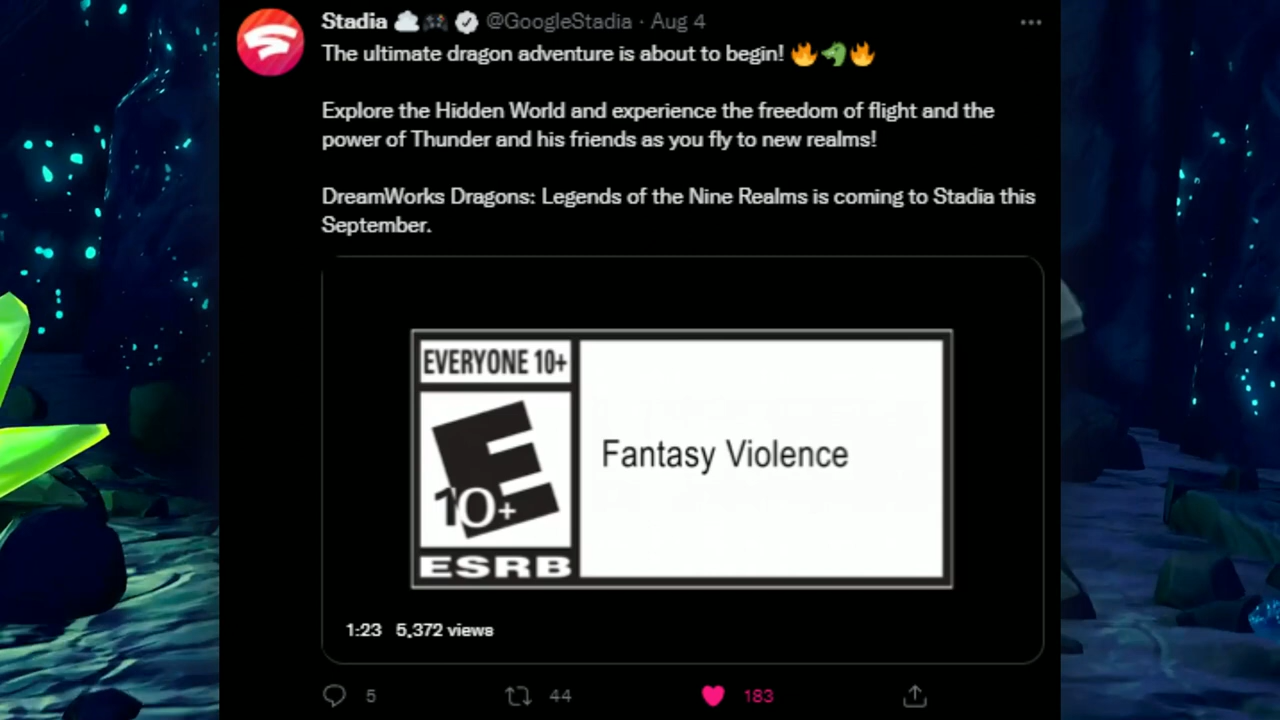 Stadia ☁️🎮 @GoogleStadia · Aug 4
The ultimate dragon adventure is about to begin! 🔥🐲🔥
Explore the Hidden World and experience the freedom of flight and the
power of Thunder and his friends as you fly to new realms!
DreamWorks Dragons: Legends of the Nine Realms is coming to Stadia this
September.
EVERYONE 10+
E
10+
ESRB
Fantasy Violence
1:23 5,372 views
5 44 183